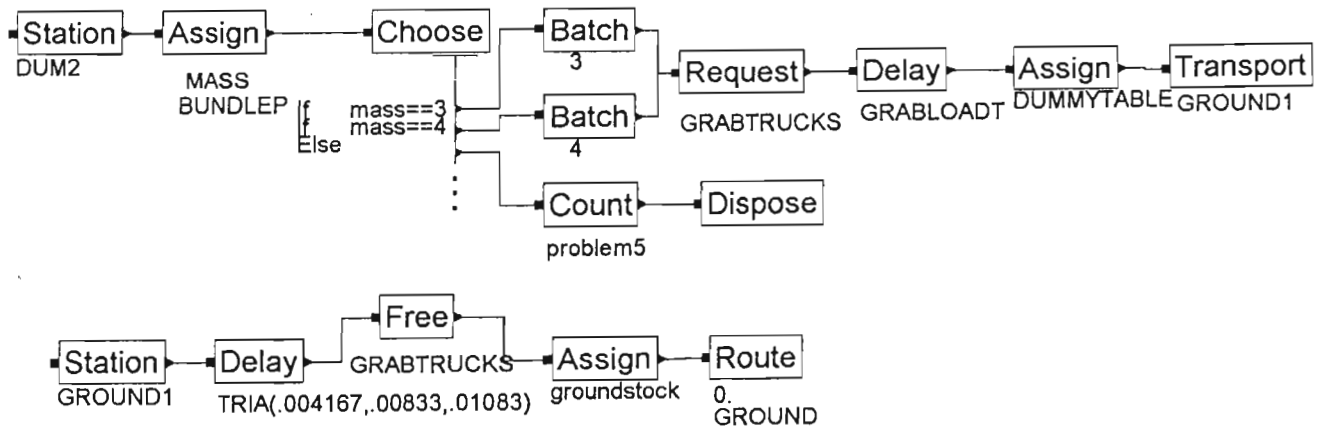 Station
DUM2
Assign
MASS
BUNDLEP
Choose
If mass==3
If mass==4
Else
Batch
3
Batch
4
Count
problem5
Dispose
Request
GRABTRUCKS
Delay
GRABLOADT
Assign
DUMMYTABLE
Transport
GROUND1
Station
GROUND1
Delay
TRIA(.004167,.00833,.01083)
Free
GRABTRUCKS
Assign
groundstock
Route
0.
GROUND